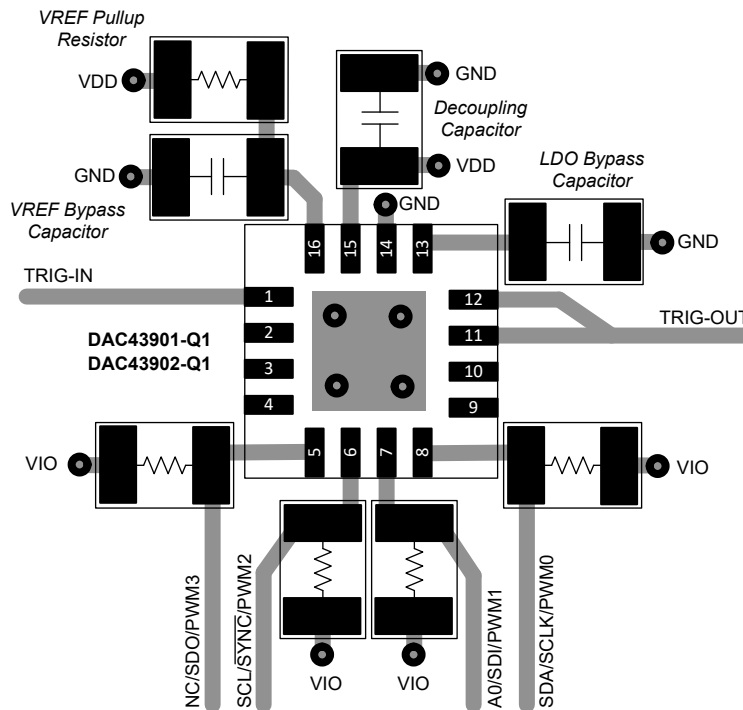 VREF Pullup
Resistor
VDD
GND
Decoupling
Capacitor
VDD
GND
VREF Bypass
Capacitor
GND
LDO Bypass
Capacitor
GND
16
15
14
13
TRIG-IN
1
12
TRIG-OUT
11
DAC43901-Q1
2
DAC43902-Q1
3
10
4
9
VIO
5
6
7
8
VIO
NC/SDO/PWM3
SCL/SYNC/PWM2
A0/SDI/PWM1
SDA/SCLK/PWM0
VIO
VIO